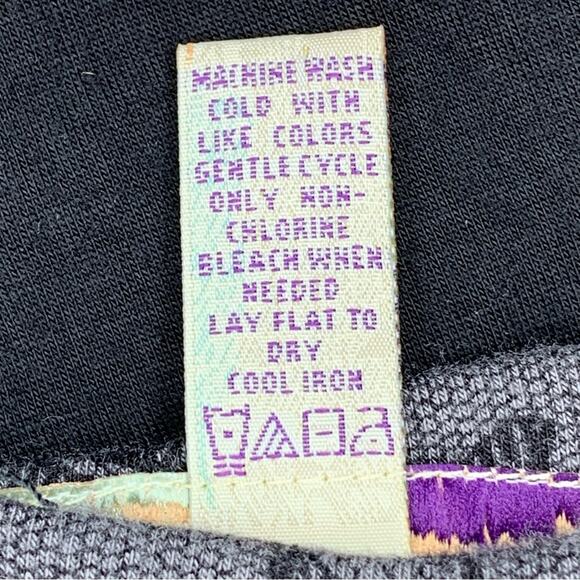 MACHINE WASH
COLD WITH
LIKE COLORS
GENTLE CYCLE
ONLY NON-
CHLORINE
BLEACH WHEN
NEEDED
LAY FLAT TO
DRY
COOL IRON